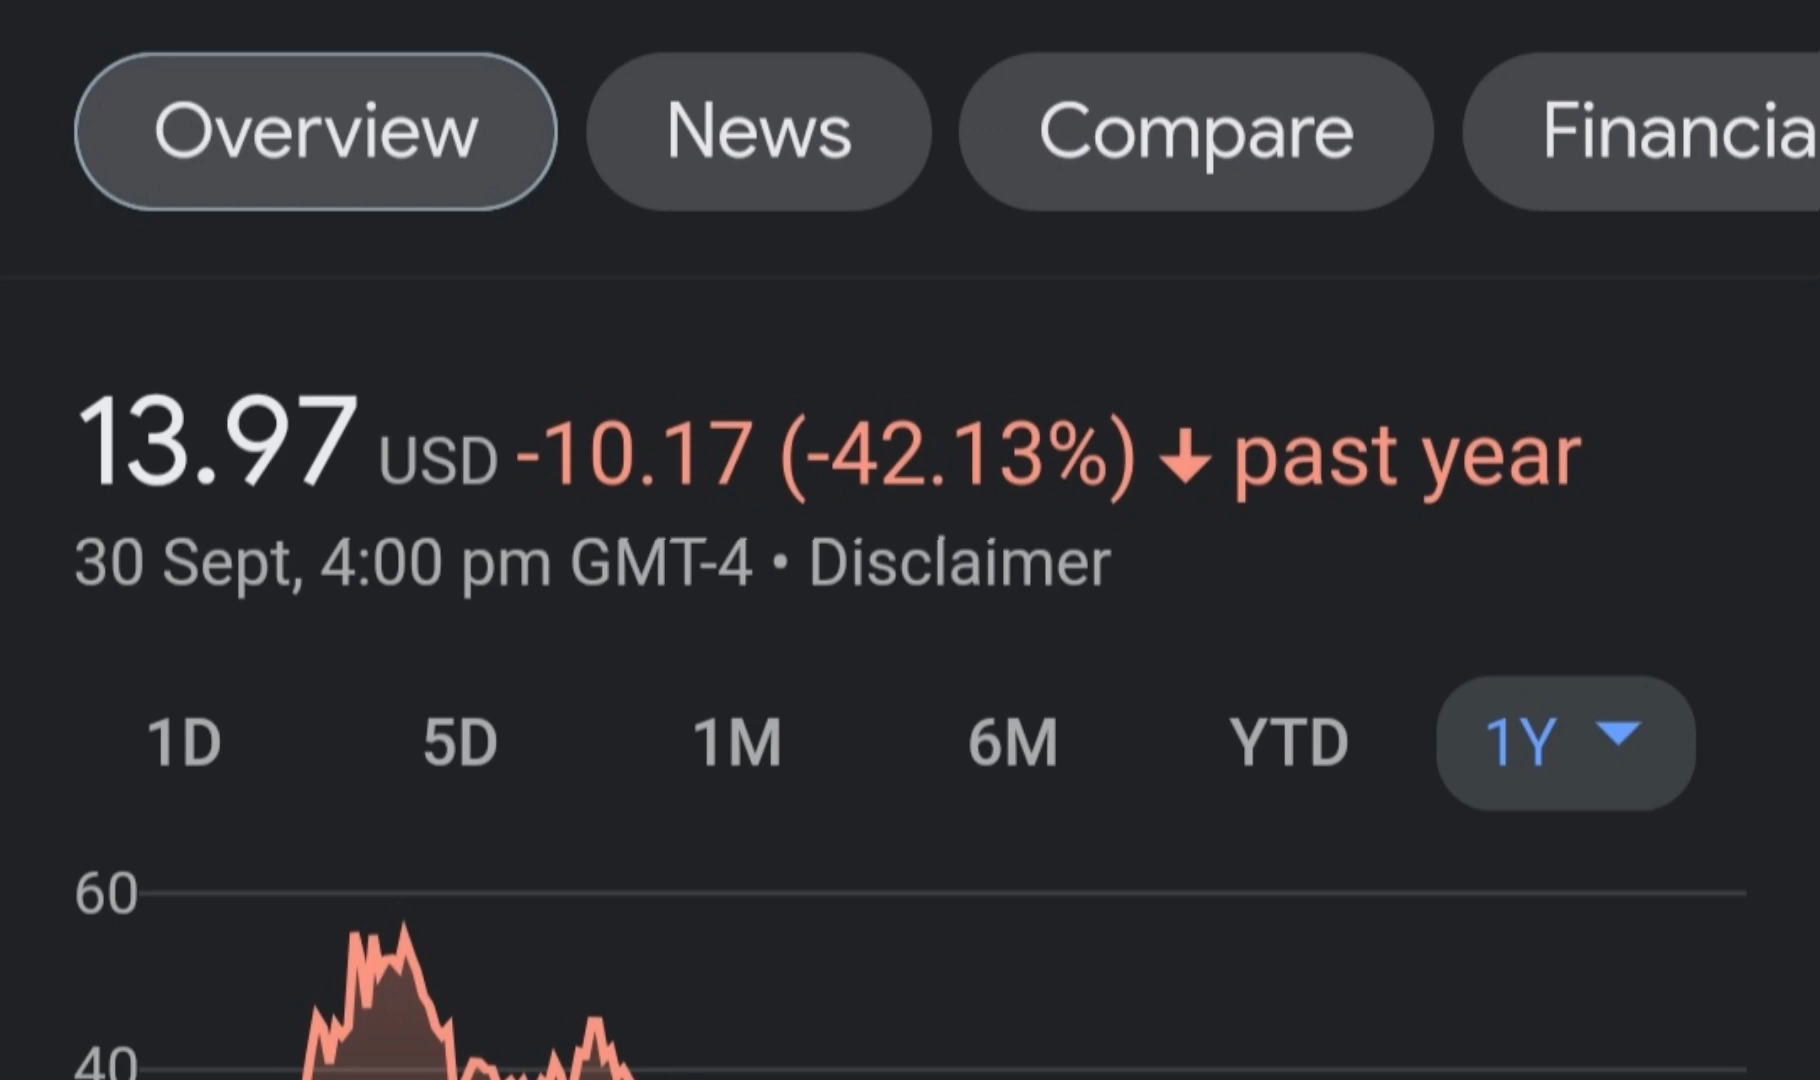 Overview News Compare Financia
13.97 USD -10.17 (-42.13%) ↓ past year
30 Sept, 4:00 pm GMT-4 • Disclaimer
1D 5D 1M 6M YTD 1Y
60
40